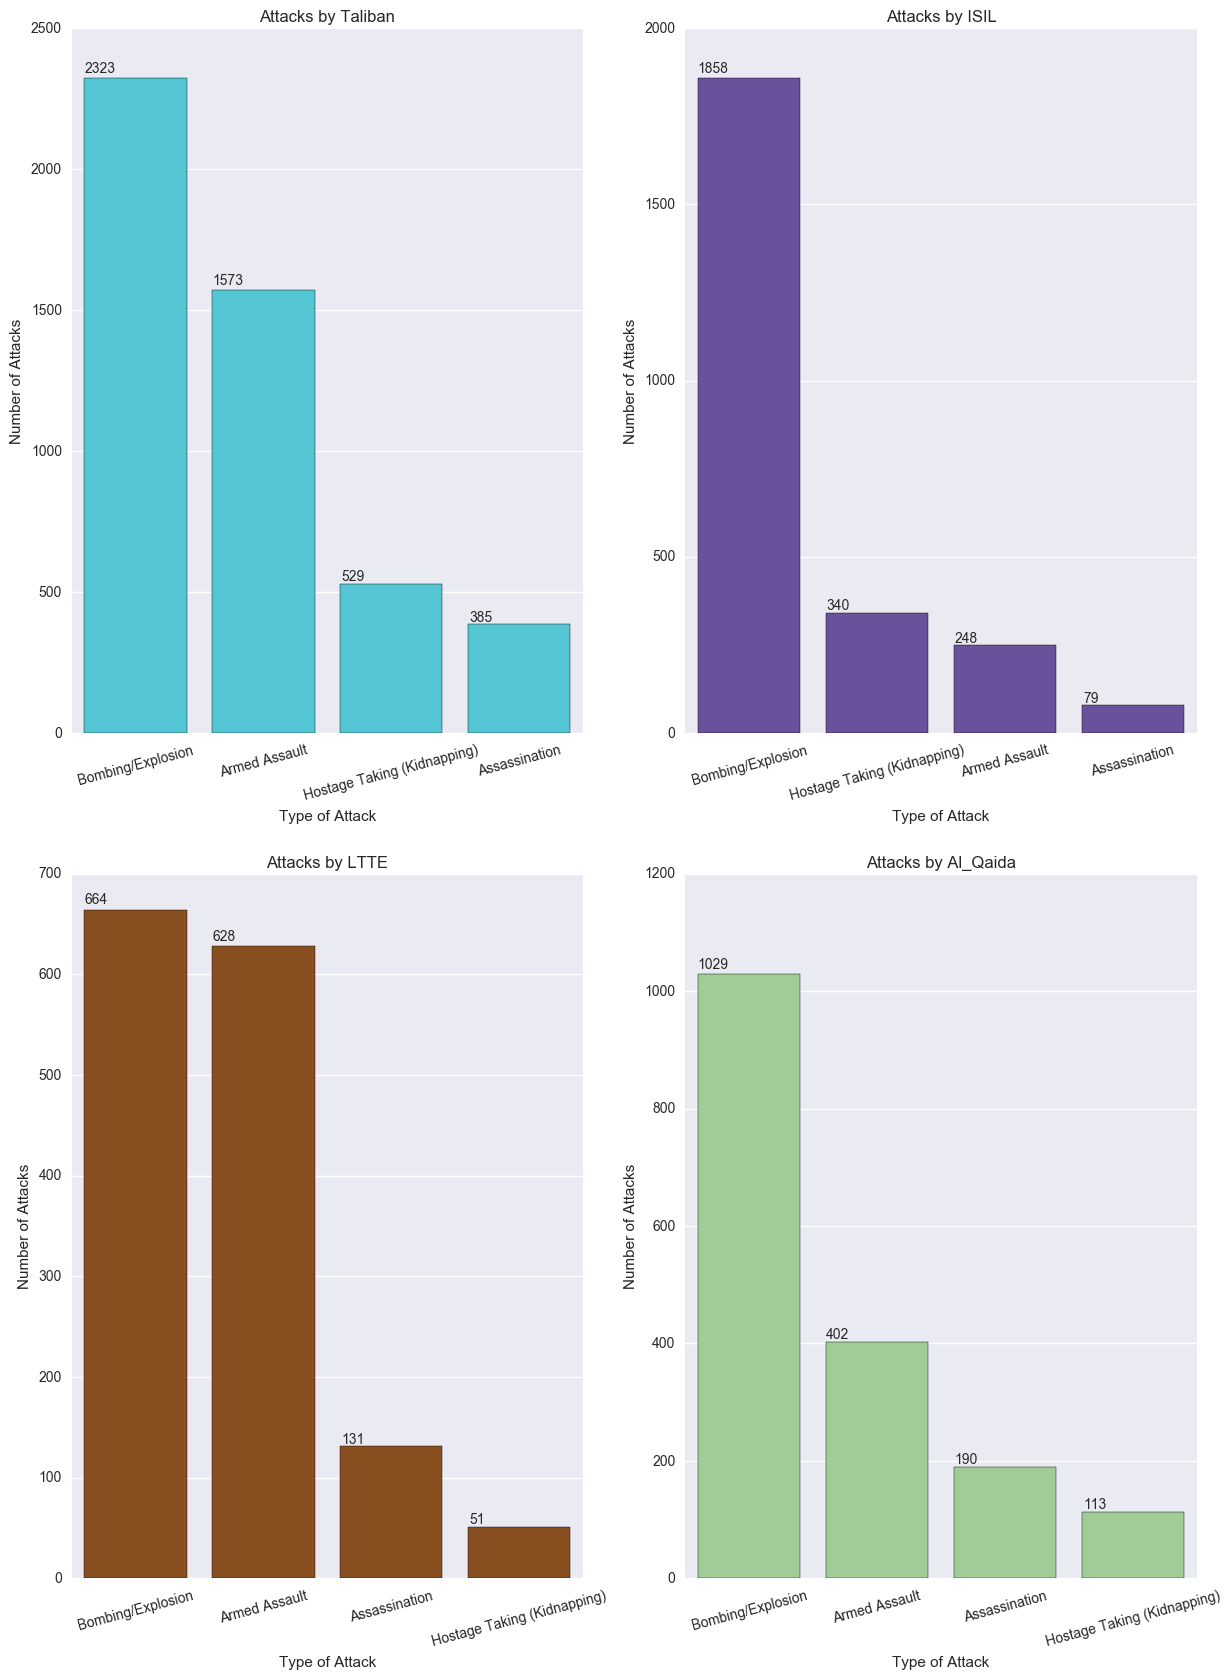 Attacks by Taliban
2500
2000
1500
1000
500
0
Number of Attacks
2323
1573
529
385
Bombing/Explosion
Armed Assault
Hostage Taking (Kidnapping)
Assassination
Type of Attack
Attacks by ISIL
2000
1500
1000
500
0
Number of Attacks
1858
340
248
79
Bombing/Explosion
Hostage Taking (Kidnapping)
Armed Assault
Assassination
Type of Attack
Attacks by LTTE
700
600
500
400
300
200
100
0
Number of Attacks
664
628
131
51
Bombing/Explosion
Armed Assault
Assassination
Hostage Taking (Kidnapping)
Type of Attack
Attacks by AI_Qaida
1200
1000
800
600
400
200
0
Number of Attacks
1029
402
190
113
Bombing/Explosion
Armed Assault
Assassination
Hostage Taking (Kidnapping)
Type of Attack